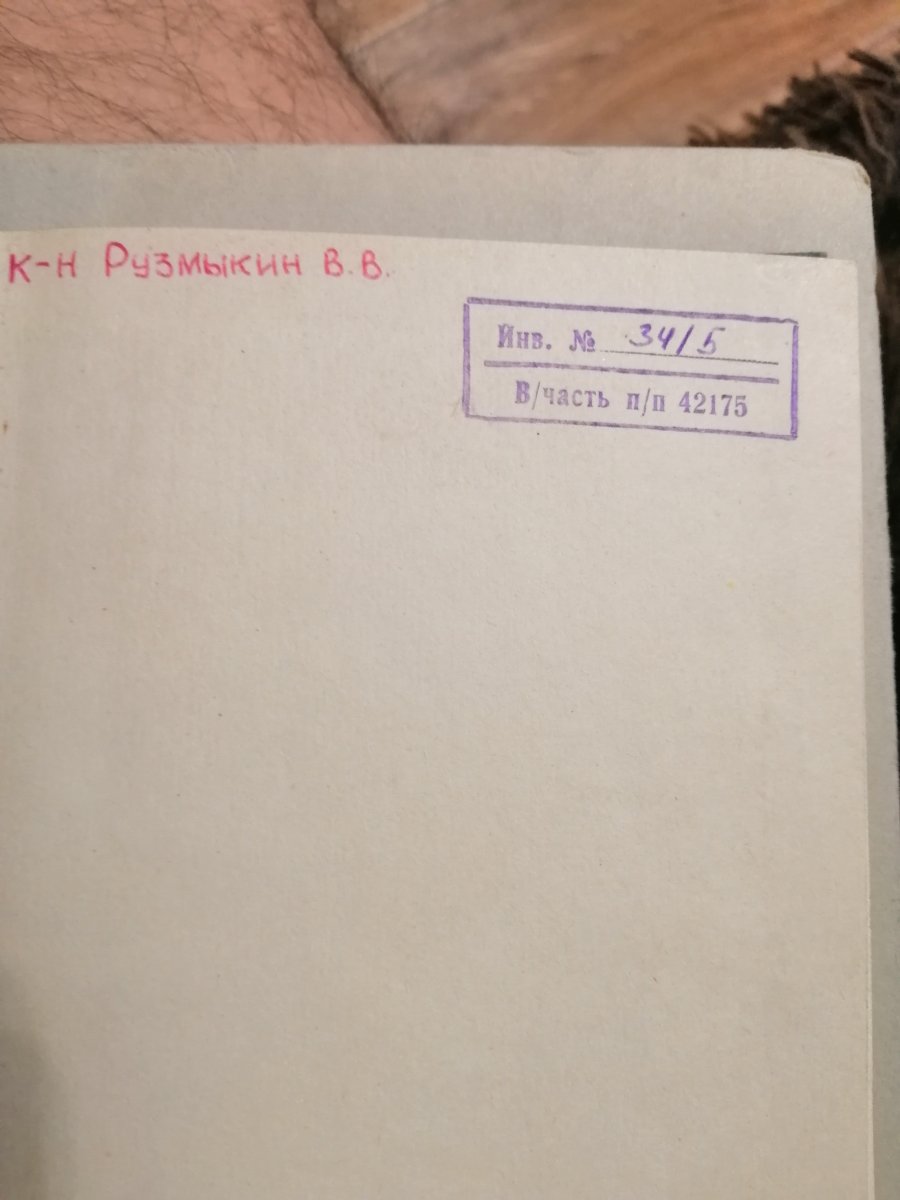 к-н Рузмыкин В.В.
Инв. № 34/5
В/часть п/п 42175